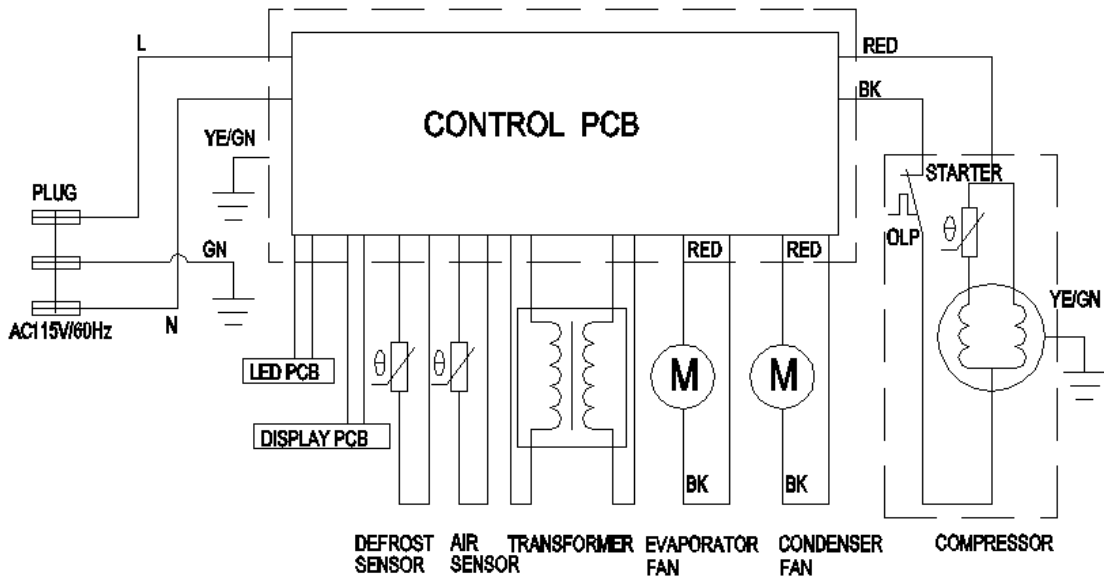 L
RED
BK
CONTROL PCB
YE/GN
PLUG
STARTER
θ
OLP
GN
RED
RED
YE/GN
N
AC115V/60Hz
LED PCB
θ
θ
M
M
DISPLAY PCB
BK
BK
DEFROST
SENSOR
AIR
SENSOR
TRANSFORMER
EVAPORATOR
FAN
CONDENSER
FAN
COMPRESSOR